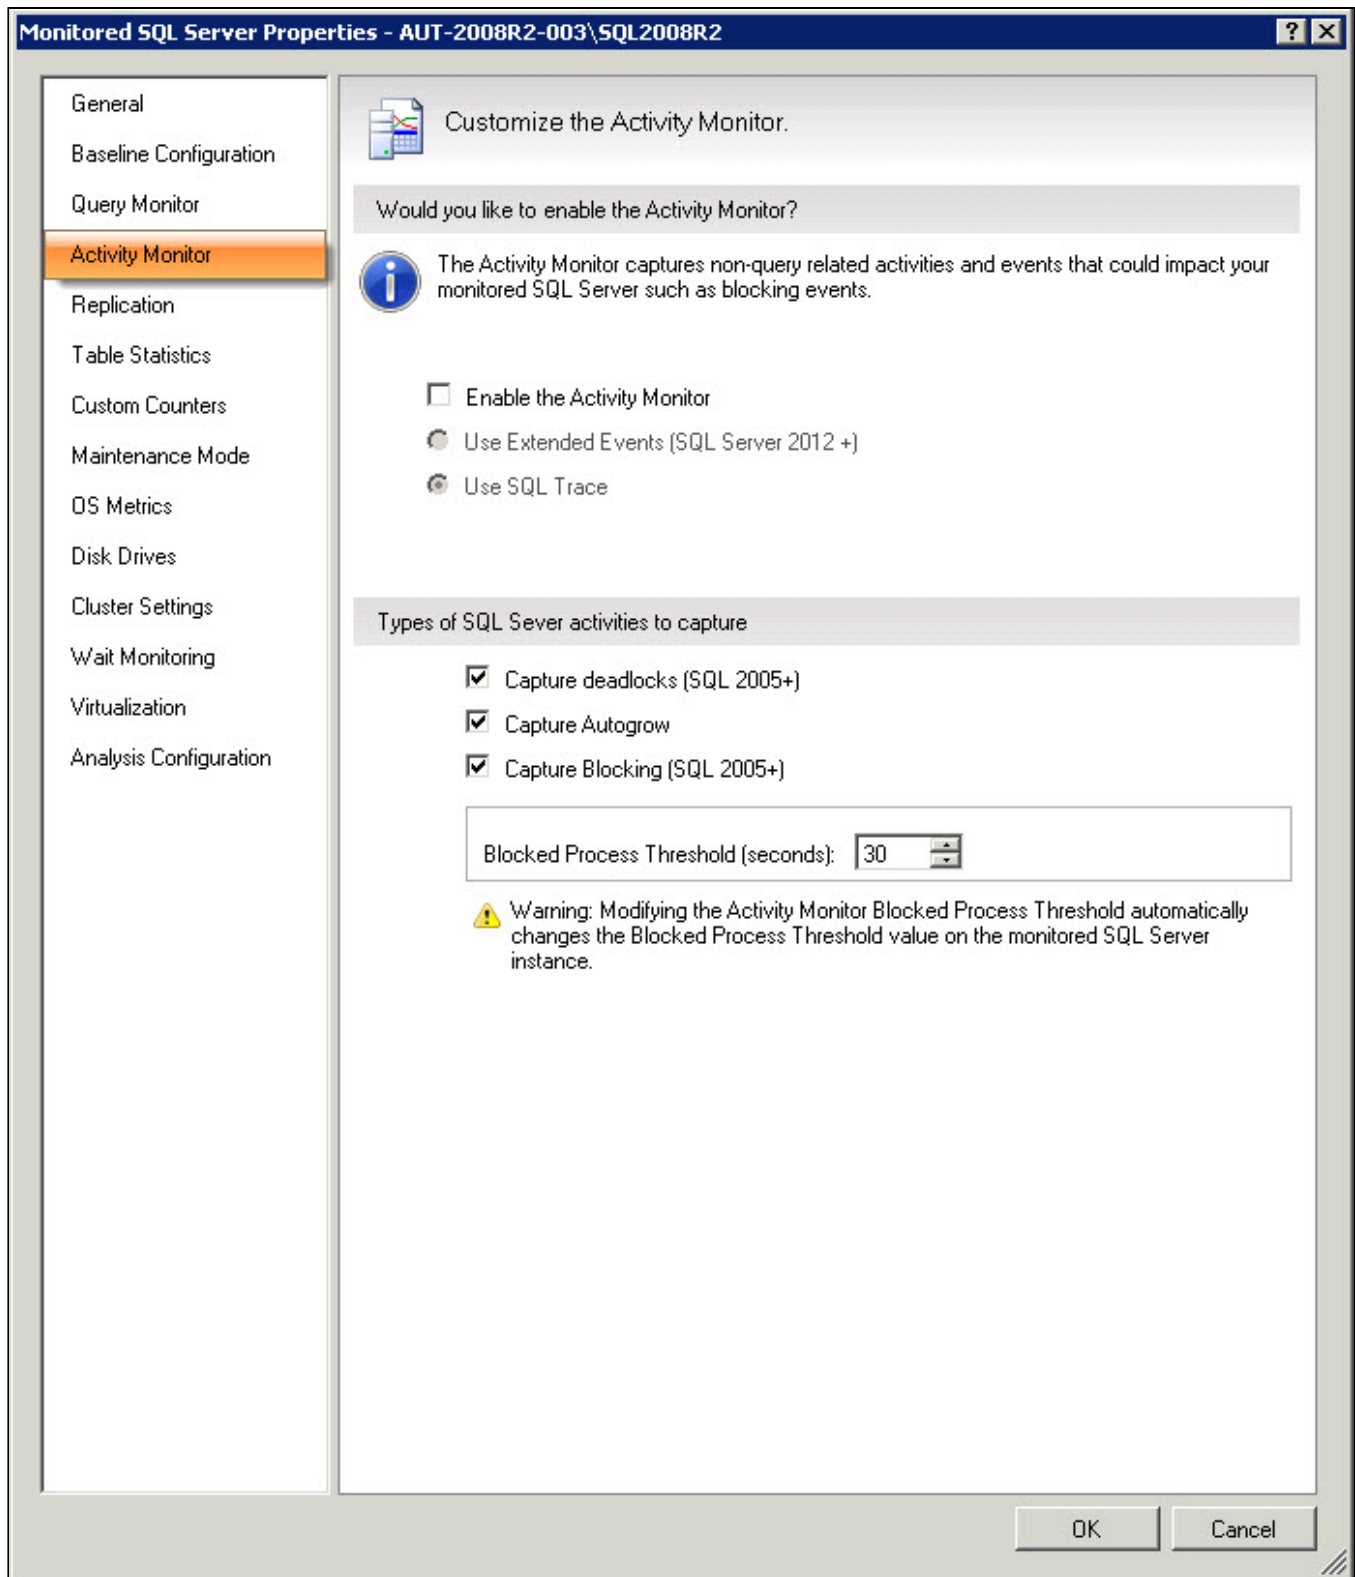 Monitored SQL Server Properties - AUT-2008R2-003\SQL2008R2
General
Baseline Configuration
Query Monitor
Activity Monitor
Replication
Table Statistics
Custom Counters
Maintenance Mode
OS Metrics
Disk Drives
Cluster Settings
Wait Monitoring
Virtualization
Analysis Configuration
Customize the Activity Monitor.
Would you like to enable the Activity Monitor?
The Activity Monitor captures non-query related activities and events that could impact your
monitored SQL Server such as blocking events.
Enable the Activity Monitor
Use Extended Events (SQL Server 2012 +)
Use SQL Trace
Types of SQL Sever activities to capture
Capture deadlocks (SQL 2005+)
Capture Autogrow
Capture Blocking (SQL 2005+)
Blocked Process Threshold (seconds): 30
Warning: Modifying the Activity Monitor Blocked Process Threshold automatically
changes the Blocked Process Threshold value on the monitored SQL Server
instance.
OK
Cancel